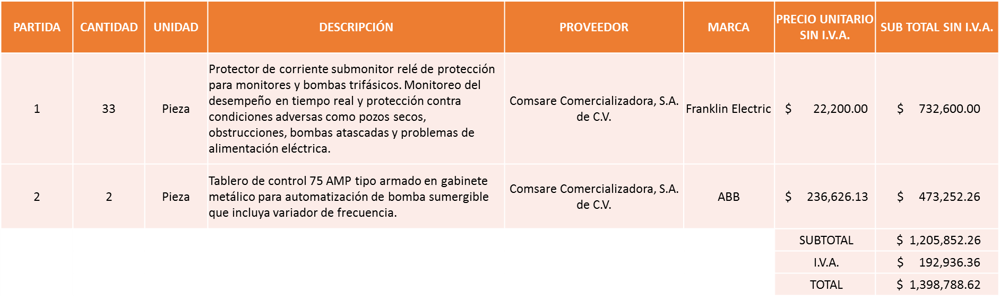 PARTIDA CANTIDAD UNIDAD DESCRIPCIÓN PROVEEDOR MARCA PRECIO UNITARIO SIN I.V.A. SUB TOTAL SIN I.V.A.
Protector de corriente submonitor relé de protección
para monitores y bombas trifásicos. Monitoreo del
desempeño en tiempo real y protección contra
condiciones adversas como pozos secos,
obstrucciones, bombas atascadas y problemas de
alimentación eléctrica.
1 33 Pieza
Comsare Comercializadora, S.A.
de C.V.
Franklin Electric $ 22,200.00 $ 732,600.00
Tablero de control 75 AMP tipo armado en gabinete
metálico para automatización de bomba sumergible
que incluya variador de frecuencia.
2 2 Pieza
Comsare Comercializadora, S.A.
de C.V.
ABB $ 236,626.13 $ 473,252.26
SUBTOTAL $ 1,205,852.26
I.V.A. $ 192,936.36
TOTAL $ 1,398,788.62